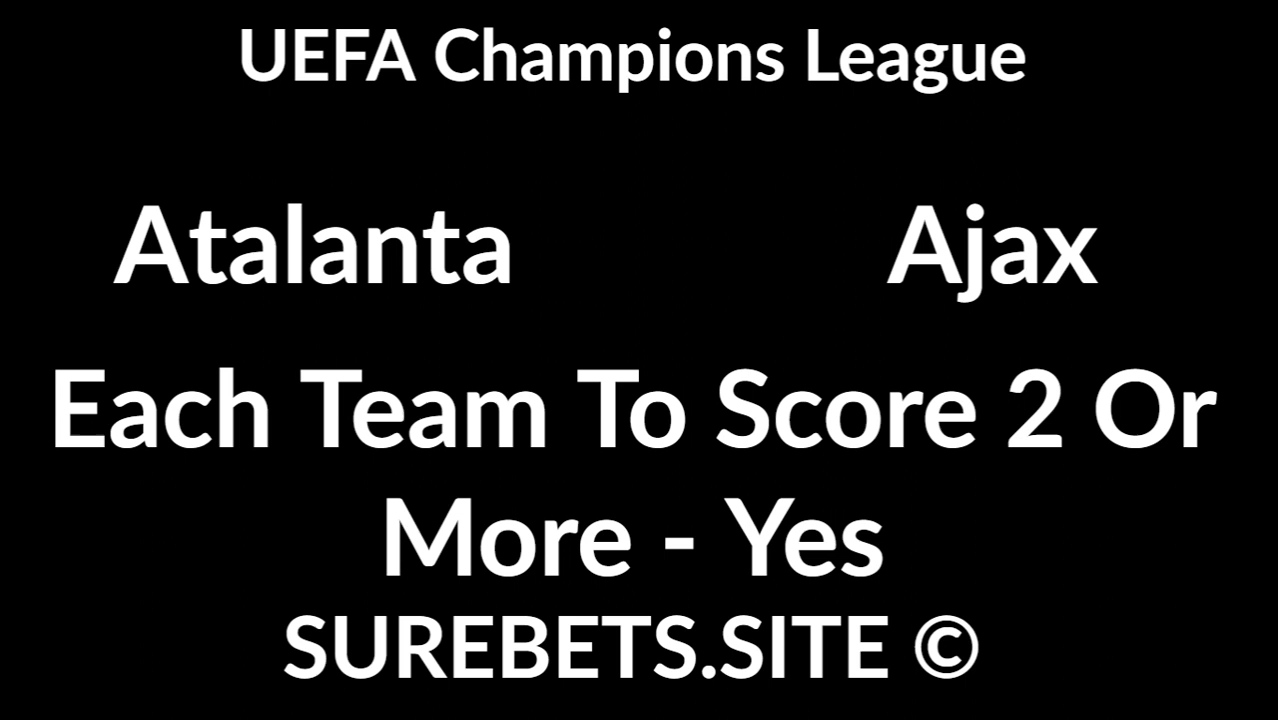 UEFA Champions League
Atalanta Ajax
Each Team To Score 2 Or
More - Yes
SUREBETS.SITE ©